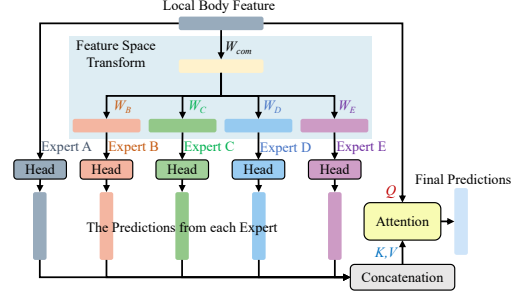 Local Body Feature
Feature Space
Transform
W_com
W_B
W_C
W_D
W_E
Expert A
Expert B
Expert C
Expert D
Expert E
Head
Head
Head
Head
Head
The Predictions from each Expert
Q
Final Predictions
Attention
K,V
Concatenation